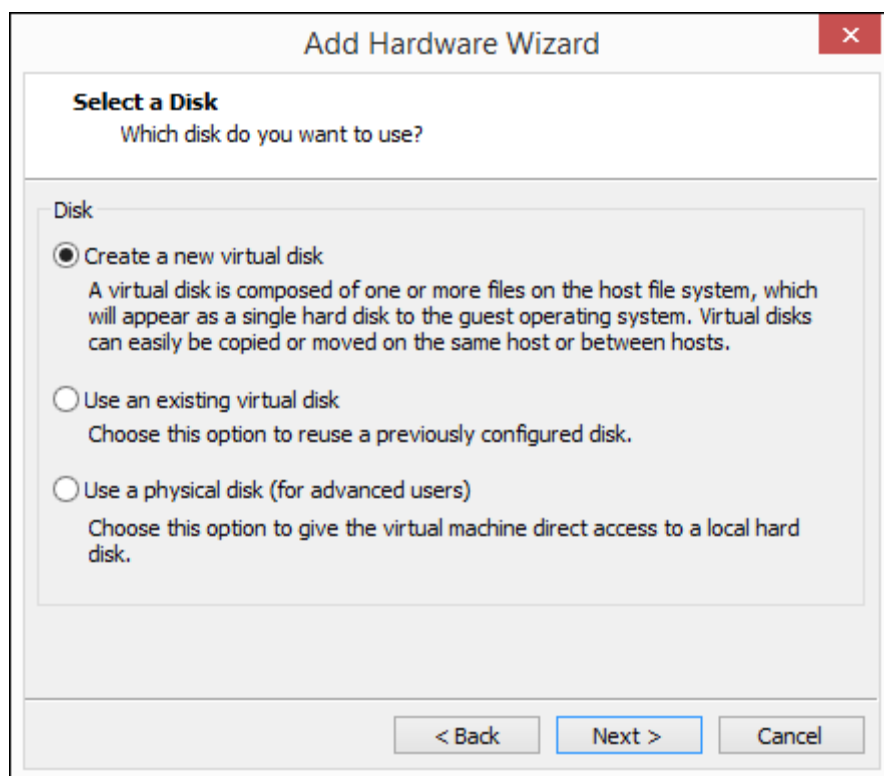 Add Hardware Wizard
Select a Disk
Which disk do you want to use?
Disk
Create a new virtual disk
A virtual disk is composed of one or more files on the host file system, which
will appear as a single hard disk to the guest operating system. Virtual disks
can easily be copied or moved on the same host or between hosts.
Use an existing virtual disk
Choose this option to reuse a previously configured disk.
Use a physical disk (for advanced users)
Choose this option to give the virtual machine direct access to a local hard
disk.
< Back Next > Cancel